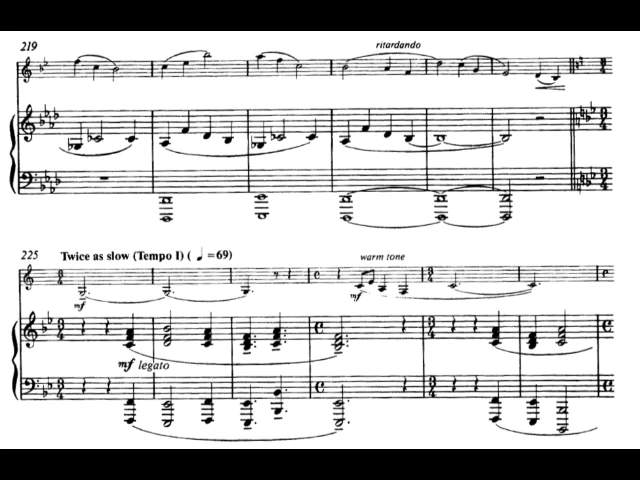 219
ritardando
225
Twice as slow (Tempo I) (♩=69)
warm tone
mf
mf
mf legato